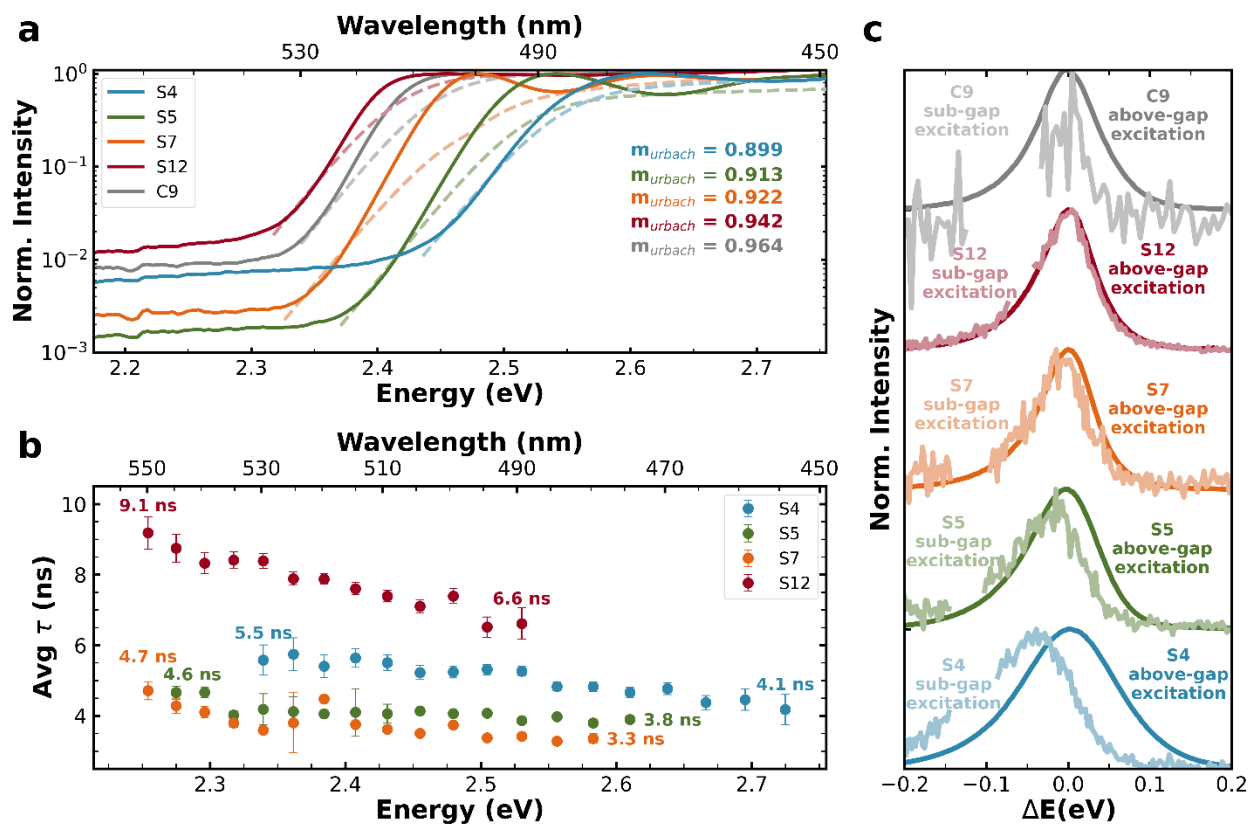 a
Wavelength (nm)
530 490 450
10⁰
10⁻¹
10⁻²
10⁻³
Norm. Intensity
S4
S5
S7
S12
C9
m_urbach = 0.899
m_urbach = 0.913
m_urbach = 0.922
m_urbach = 0.942
m_urbach = 0.964
2.2 2.3 2.4 2.5 2.6 2.7
Energy (eV)
b
Wavelength (nm)
550 530 510 490 470 450
10
8
6
4
Avg τ (ns)
S4
S5
S7
S12
9.1 ns
6.6 ns
5.5 ns
4.1 ns
4.7 ns
4.6 ns
3.8 ns
3.3 ns
2.3 2.4 2.5 2.6 2.7
Energy (eV)
c
Norm. Intensity
C9
sub-gap
excitation
C9
above-gap
excitation
S12
sub-gap
excitation
S12
above-gap
excitation
S7
sub-gap
excitation
S7
above-gap
excitation
S5
sub-gap
excitation
S5
above-gap
excitation
S4
sub-gap
excitation
S4
above-gap
excitation
−0.2 −0.1 0.0 0.1 0.2
ΔE(eV)